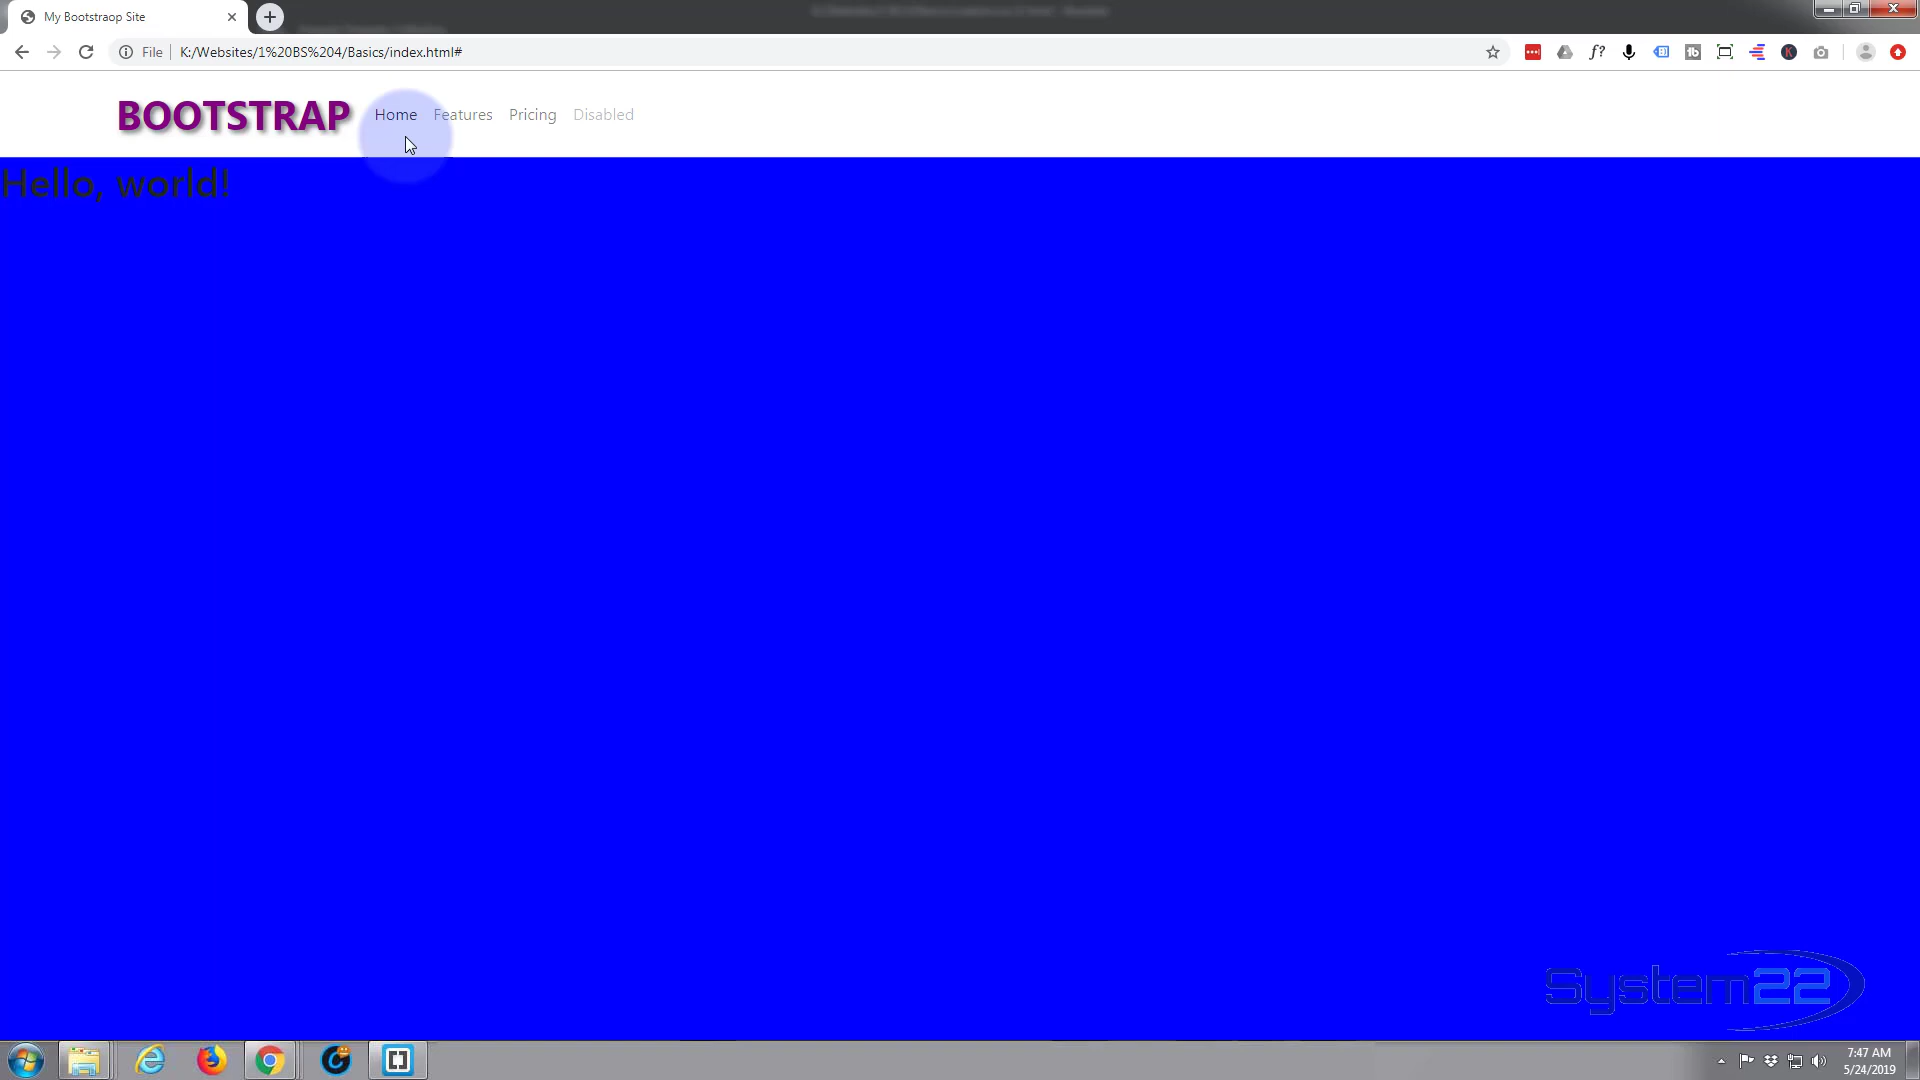 My Bootstraop Site
File
K:/Websites/1%20BS%204/Basics/index.html#
BOOTSTRAP
Home
Features
Pricing
Disabled
Hello, world!
System22
7:47 AM
5/24/2019